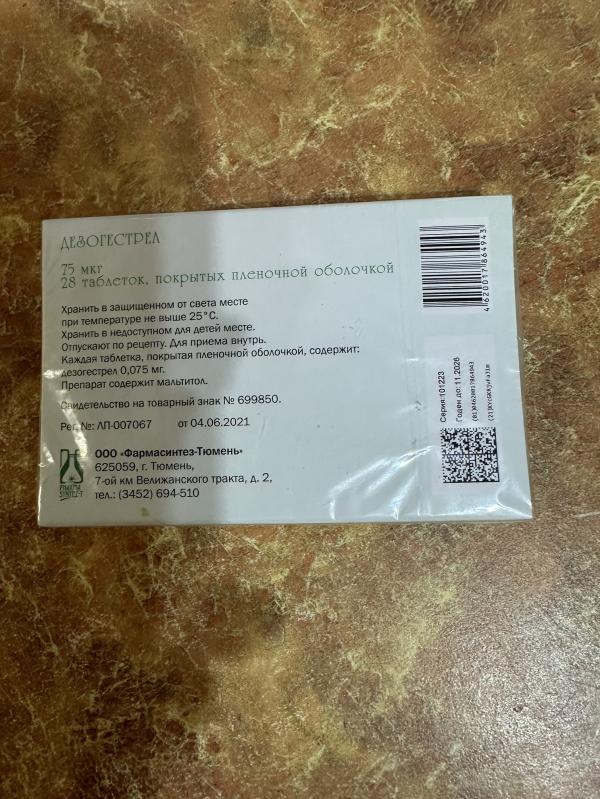 ДЕЗОГЕСТРЕЛ
75 мкг
28 таблеток, покрытых пленочной оболочкой
Хранить в защищенном от света месте
при температуре не выше 25°С.
Хранить в недоступном для детей месте.
Отпускают по рецепту. Для приема внутрь.
Каждая таблетка, покрытая пленочной оболочкой, содержит:
дезогестрел 0,075 мг.
Препарат содержит мальтитол.
Свидетельство на товарный знак № 699850.
Рег. №: ЛП-007067 от 04.06.2021
ООО «Фармасинтез-Тюмень»
625059, г. Тюмень,
7-ой км Велижанского тракта, д. 2,
тел.: (3452) 694-510
PHARMA
SINTEZ-T
4620017864943
Серия:101223
Годен до: 11.2026
(01)04620017864943